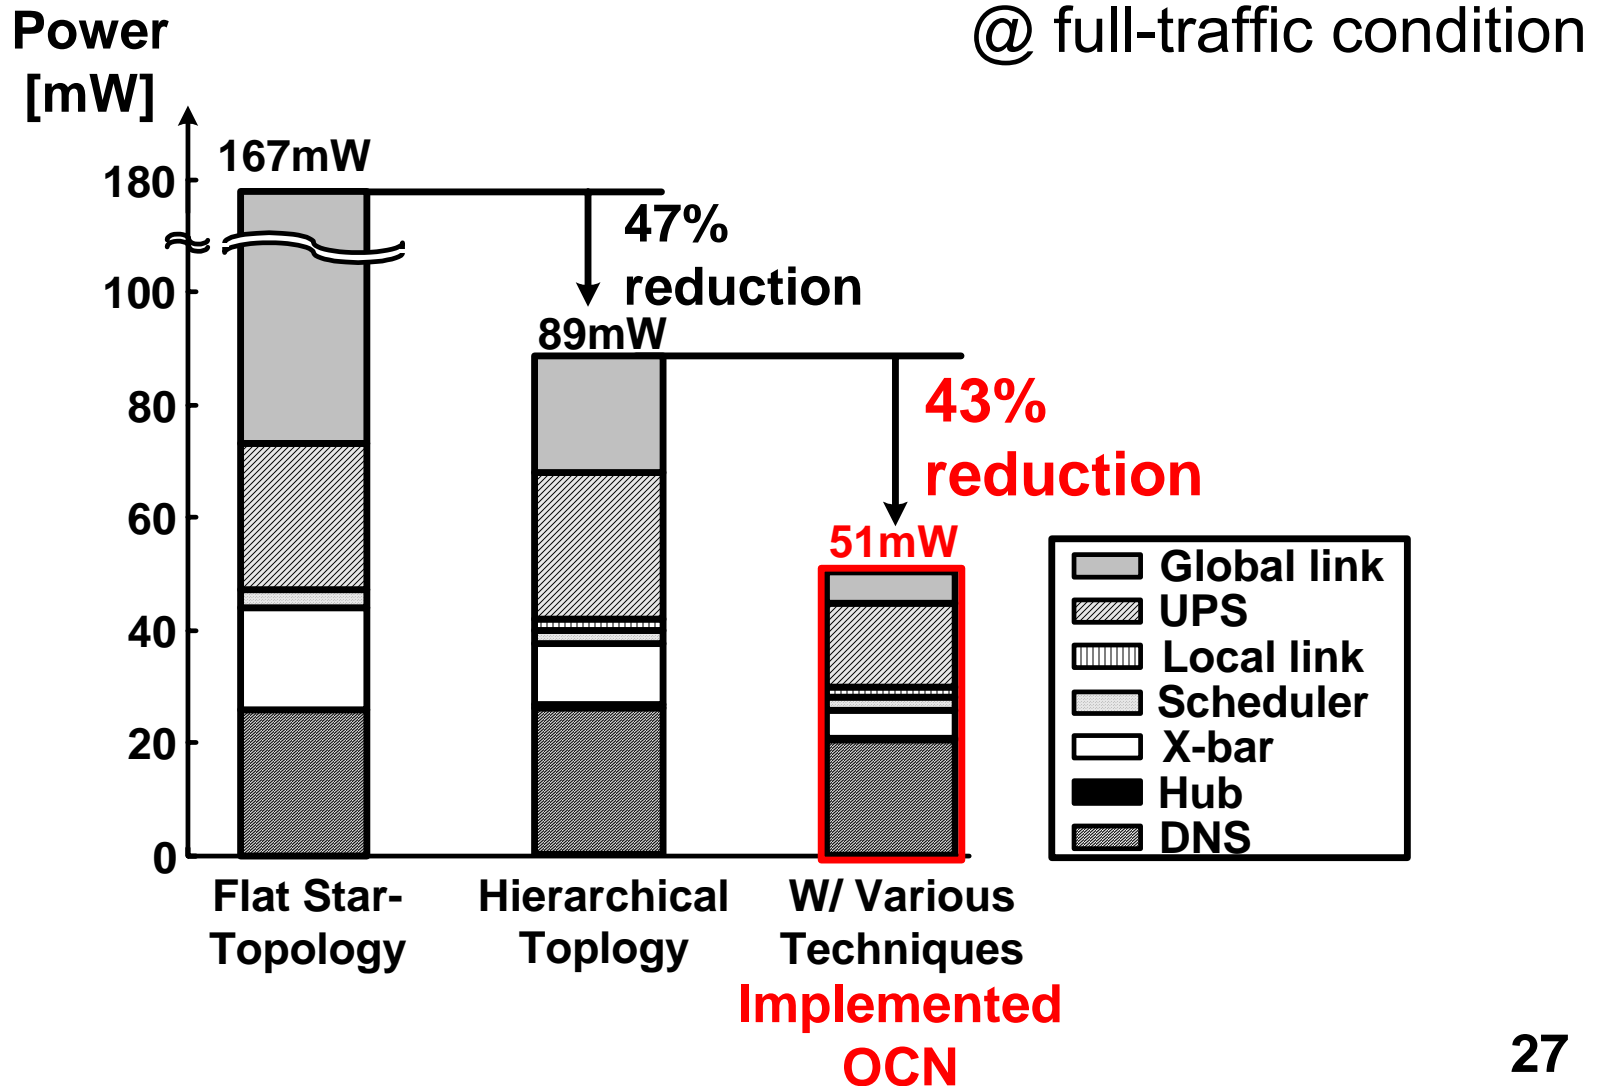 Power
[mW]
@ full-traffic condition
167mW
180
47%
reduction
100
89mW
80
43%
reduction
60
51mW
40
20
0
Global link
UPS
Local link
Scheduler
X-bar
Hub
DNS
Flat Star-
Topology
Hierarchical
Toplogy
W/ Various
Techniques
Implemented
OCN
27